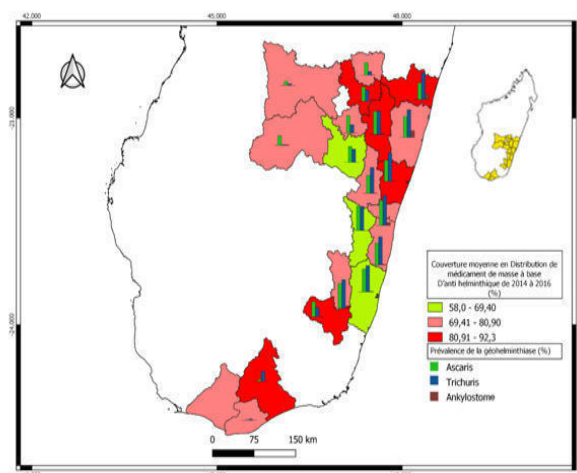 42.000
45.000
48.000
-21.000
-24.000
Couverture moyenne en Distribution de
médicament de masse à base
D'anti helminthique de 2014 à 2016
(%)
58,0 - 69,40
69,41 - 80,90
80,91 - 92,3
Prévalence de la géohelminthiase (%)
Ascaris
Trichuris
Ankylostome
0 75 150 km